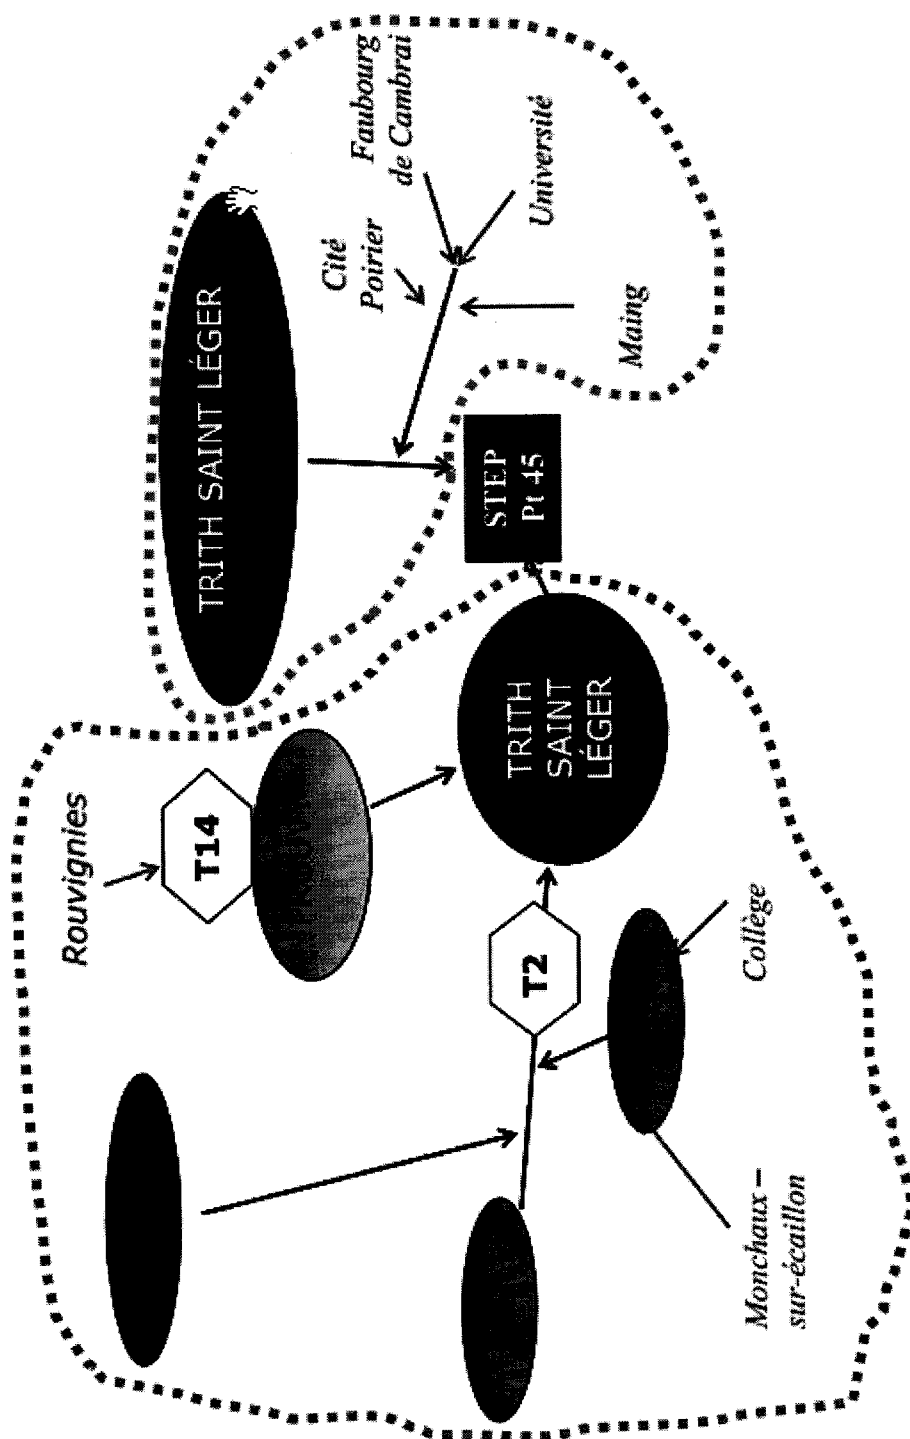 Rouvignies
T14
TRITH SAINT LÉGER
Cité
Poirier
Faubourg
de Cambrai
Université
Maing
STEP
Pt 45
TRITH
SAINT
LÉGER
T2
Collège
Monchaux –
sur-écaillon